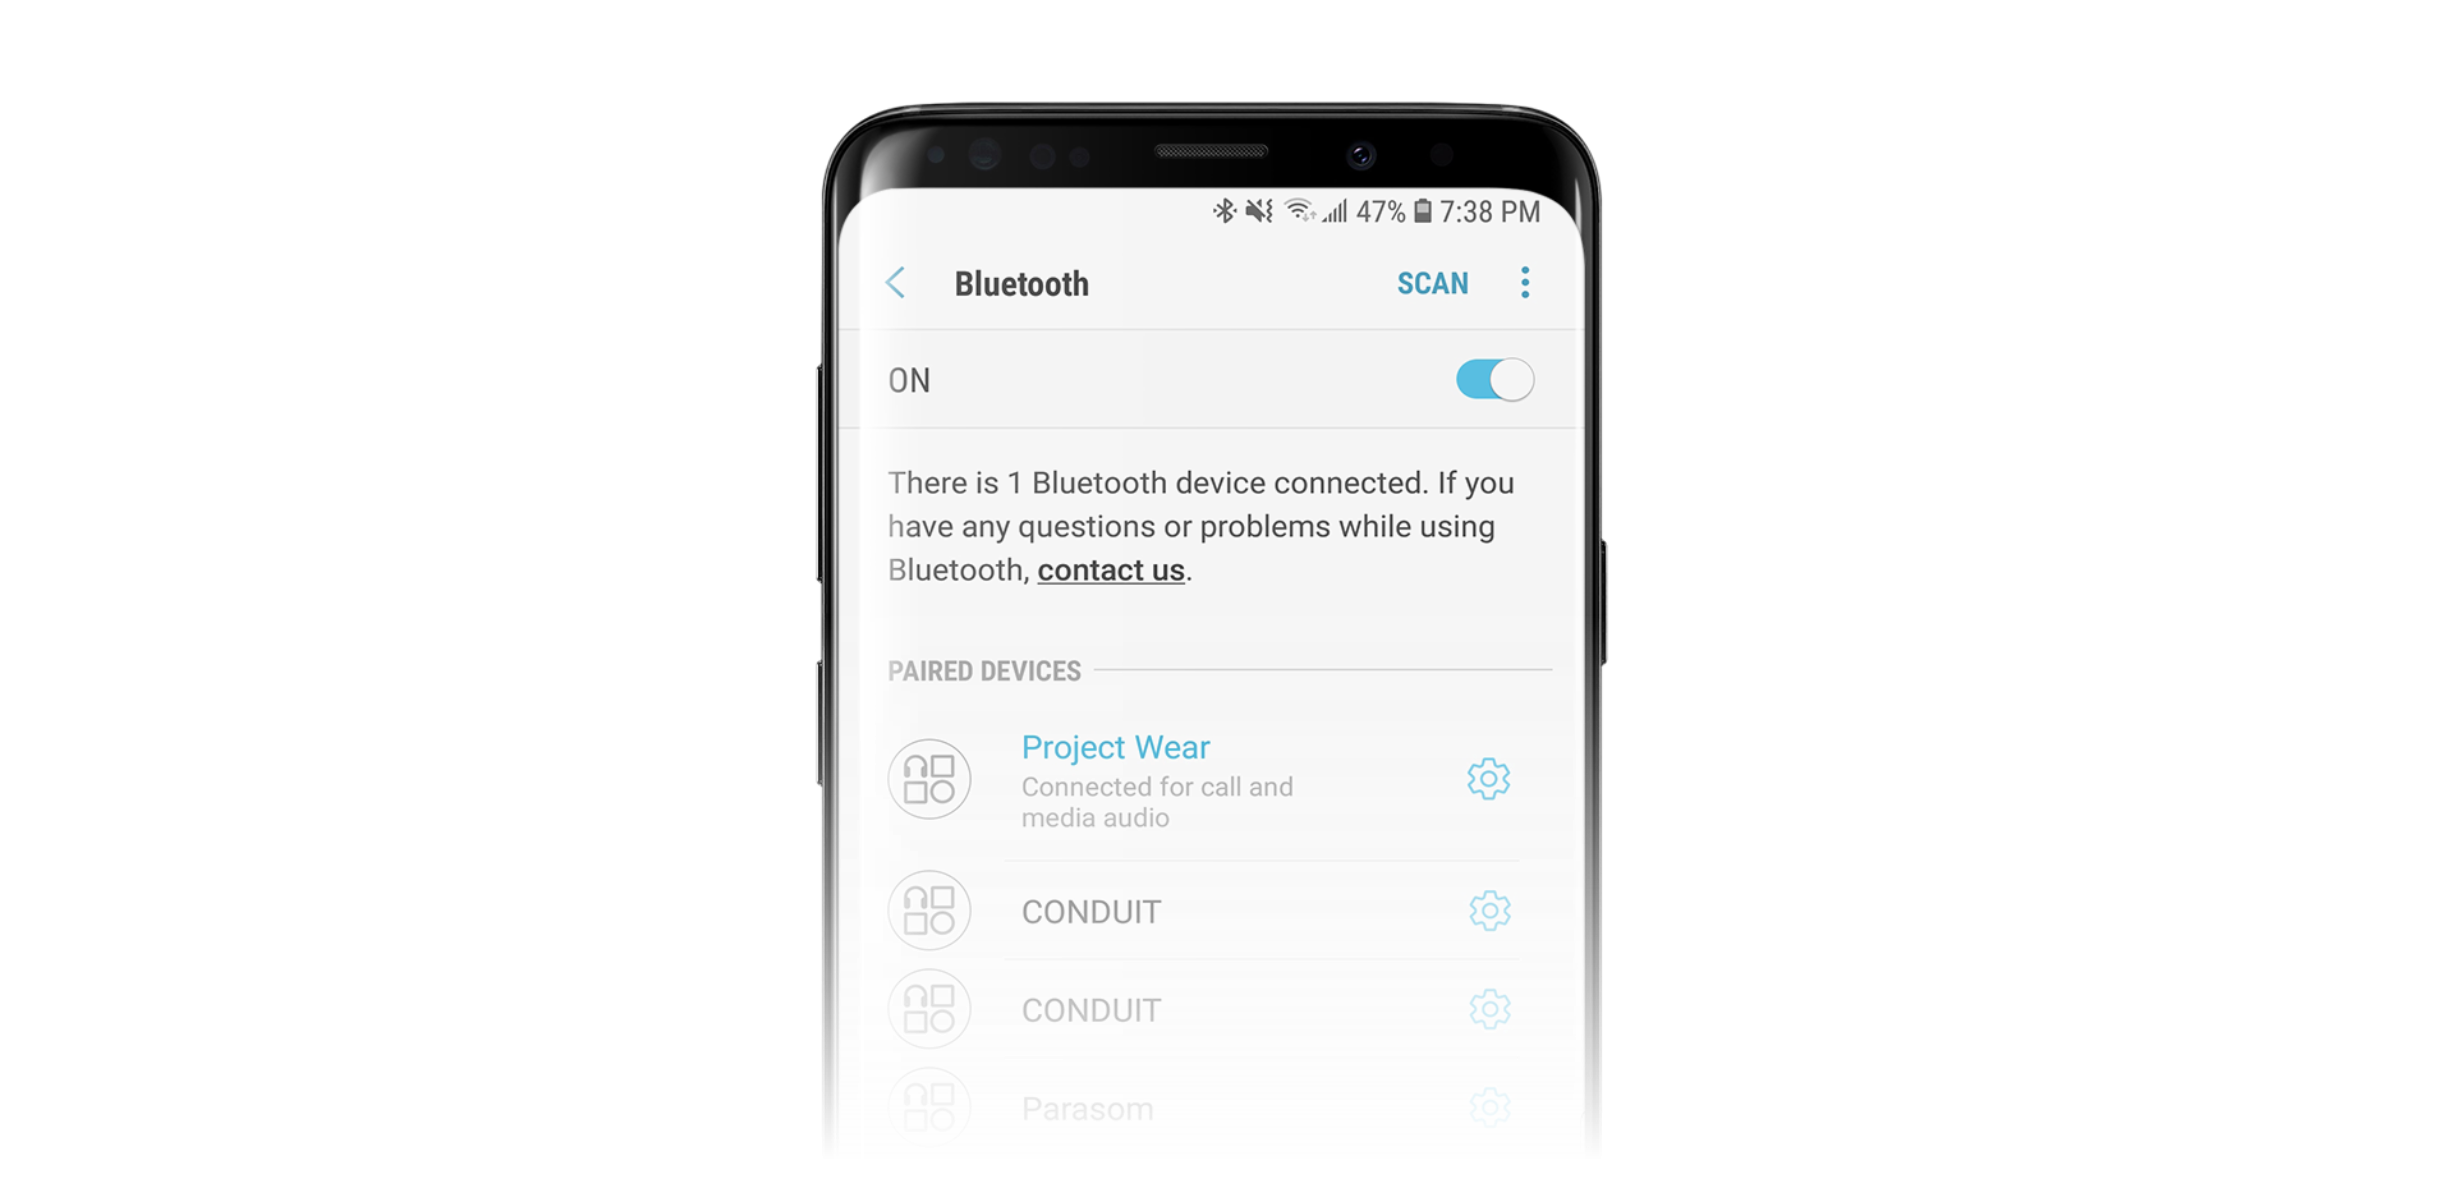 47% 7:38 PM
Bluetooth SCAN
ON
There is 1 Bluetooth device connected. If you
have any questions or problems while using
Bluetooth, contact us.
PAIRED DEVICES
Project Wear
Connected for call and
media audio
CONDUIT
CONDUIT
Parasom